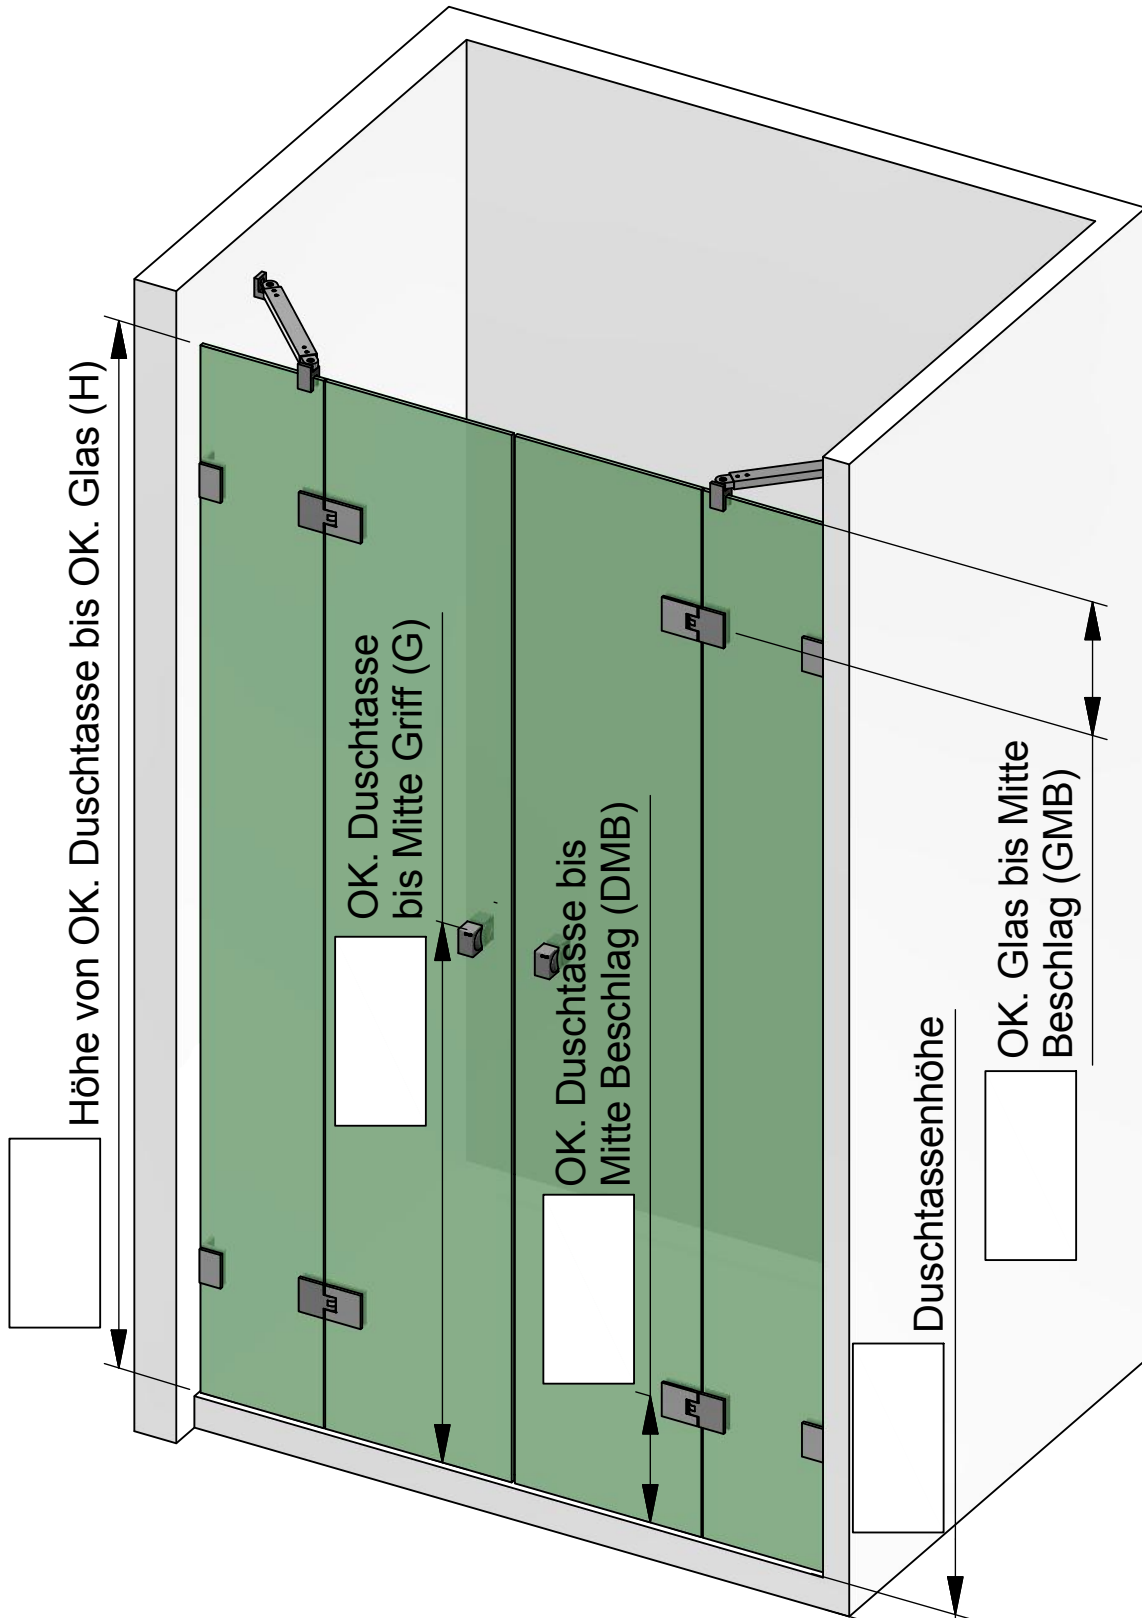 Höhe von OK. Duschtasse bis OK. Glas (H)
OK. Duschtasse
bis Mitte Griff (G)
OK. Duschtasse bis
Mitte Beschlag (DMB)
Duschtassenhöhe
OK. Glas bis Mitte
Beschlag (GMB)